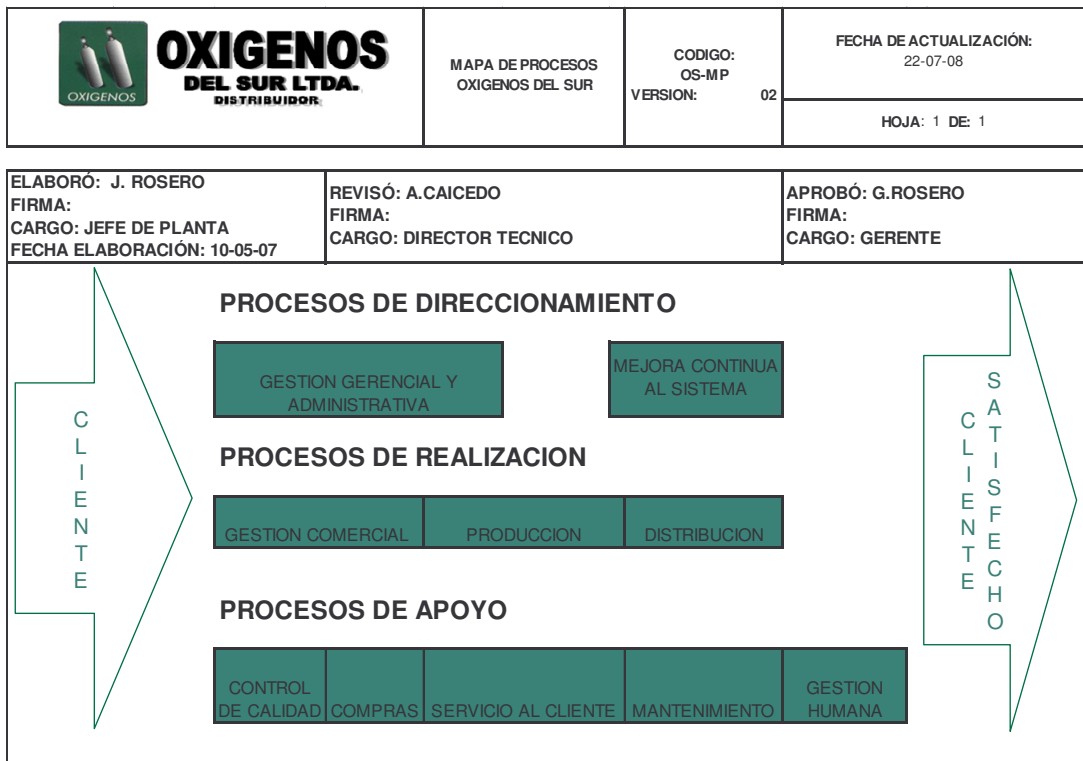 OXIGENOS
OXIGENOS
DEL SUR LTDA.
DISTRIBUIDOR
MAPA DE PROCESOS
OXIGENOS DEL SUR
CODIGO:
OS-MP
VERSION: 02
FECHA DE ACTUALIZACIÓN:
22-07-08
HOJA: 1 DE: 1
ELABORÓ: J. ROSERO
FIRMA:
CARGO: JEFE DE PLANTA
FECHA ELABORACIÓN: 10-05-07
REVISÓ: A.CAICEDO
FIRMA:
CARGO: DIRECTOR TECNICO
APROBÓ: G.ROSERO
FIRMA:
CARGO: GERENTE
CLIENTE
PROCESOS DE DIRECCIONAMIENTO
GESTION GERENCIAL Y
ADMINISTRATIVA
MEJORA CONTINUA
AL SISTEMA
PROCESOS DE REALIZACION
GESTION COMERCIAL
PRODUCCION
DISTRIBUCION
PROCESOS DE APOYO
CONTROL
DE CALIDAD
COMPRAS
SERVICIO AL CLIENTE
MANTENIMIENTO
GESTION
HUMANA
CLIENTE
SATISFECHO